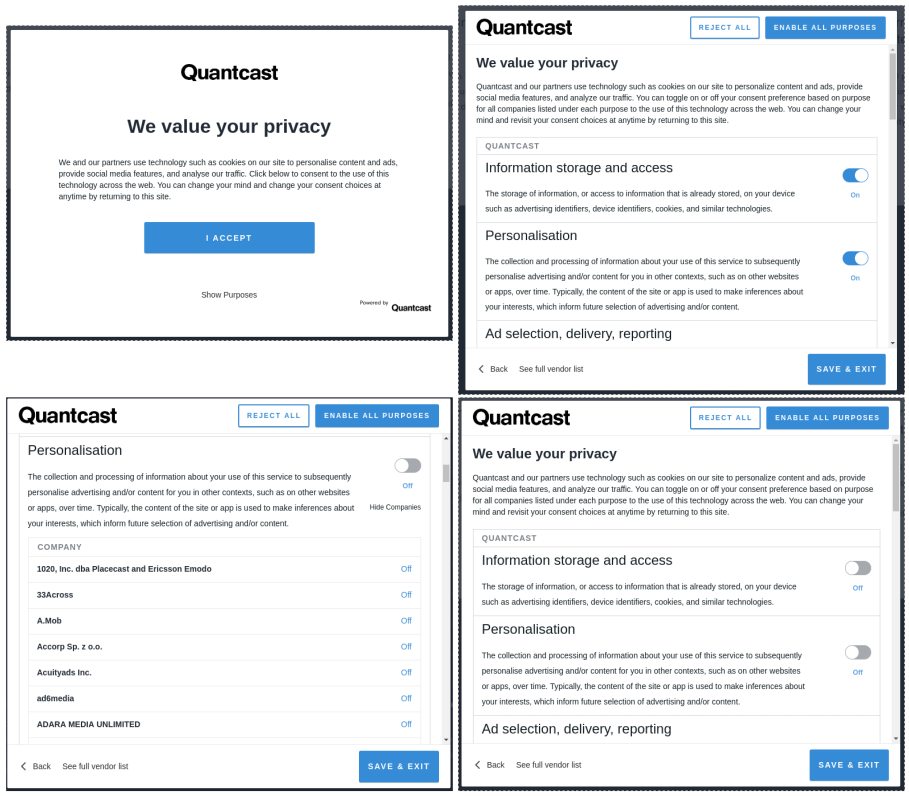 Quantcast
We value your privacy
We and our partners use technology such as cookies on our site to personalise content and ads,
provide social media features, and analyse our traffic. Click below to consent to the use of this
technology across the web. You can change your mind and change your consent choices at
anytime by returning to this site.
I ACCEPT
Show Purposes
Powered by Quantcast
Quantcast
REJECT ALL
ENABLE ALL PURPOSES
We value your privacy
Quantcast and our partners use technology such as cookies on our site to personalize content and ads, provide
social media features, and analyze our traffic. You can toggle on or off your consent preference based on purpose
for all companies listed under each purpose to the use of this technology across the web. You can change your
mind and revisit your consent choices at anytime by returning to this site.
QUANTCAST
Information storage and access
The storage of information, or access to information that is already stored, on your device
such as advertising identifiers, device identifiers, cookies, and similar technologies.
On
Personalisation
The collection and processing of information about your use of this service to subsequently
personalise advertising and/or content for you in other contexts, such as on other websites
or apps, over time. Typically, the content of the site or app is used to make inferences about
your interests, which inform future selection of advertising and/or content.
On
Ad selection, delivery, reporting
Back
See full vendor list
SAVE & EXIT
Quantcast
REJECT ALL
ENABLE ALL PURPOSES
Personalisation
The collection and processing of information about your use of this service to subsequently
personalise advertising and/or content for you in other contexts, such as on other websites
or apps, over time. Typically, the content of the site or app is used to make inferences about
your interests, which inform future selection of advertising and/or content.
Off
Hide Companies
COMPANY
1020, Inc. dba Placecast and Ericsson Emodo Off
33Across Off
A.Mob Off
Accorp Sp. z o.o. Off
Acuityads Inc. Off
ad6media Off
ADARA MEDIA UNLIMITED Off
Back
See full vendor list
SAVE & EXIT
Quantcast
REJECT ALL
ENABLE ALL PURPOSES
We value your privacy
Quantcast and our partners use technology such as cookies on our site to personalize content and ads, provide
social media features, and analyze our traffic. You can toggle on or off your consent preference based on purpose
for all companies listed under each purpose to the use of this technology across the web. You can change your
mind and revisit your consent choices at anytime by returning to this site.
QUANTCAST
Information storage and access
The storage of information, or access to information that is already stored, on your device
such as advertising identifiers, device identifiers, cookies, and similar technologies.
Off
Personalisation
The collection and processing of information about your use of this service to subsequently
personalise advertising and/or content for you in other contexts, such as on other websites
or apps, over time. Typically, the content of the site or app is used to make inferences about
your interests, which inform future selection of advertising and/or content.
Off
Ad selection, delivery, reporting
Back
See full vendor list
SAVE & EXIT